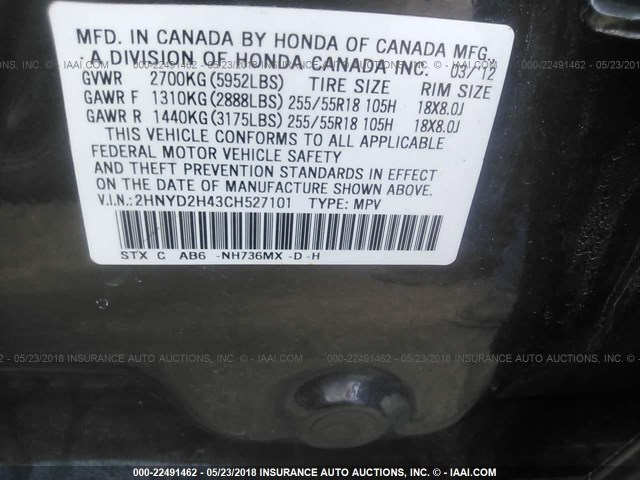 MFD. IN CANADA BY HONDA OF CANADA MFG.,
A DIVISION OF HONDA CANADA INC. 03/12
GVWR 2700KG(5952LBS) TIRE SIZE RIM SIZE
GAWR F 1310KG(2888LBS) 255/55R18 105H 18X8.0J
GAWR R 1440KG(3175LBS) 255/55R18 105H 18X8.0J
THIS VEHICLE CONFORMS TO ALL APPLICABLE
FEDERAL MOTOR VEHICLE SAFETY
AND THEFT PREVENTION STANDARDS IN EFFECT
ON THE DATE OF MANUFACTURE SHOWN ABOVE.
V.I.N.:2HNYD2H43CH527101 TYPE: MPV
STX C AB6 -NH736MX -D -H
000-22491462 - 05/23/2018 INSURANCE AUTO AUCTIONS, INC. - © - IAAI.COM